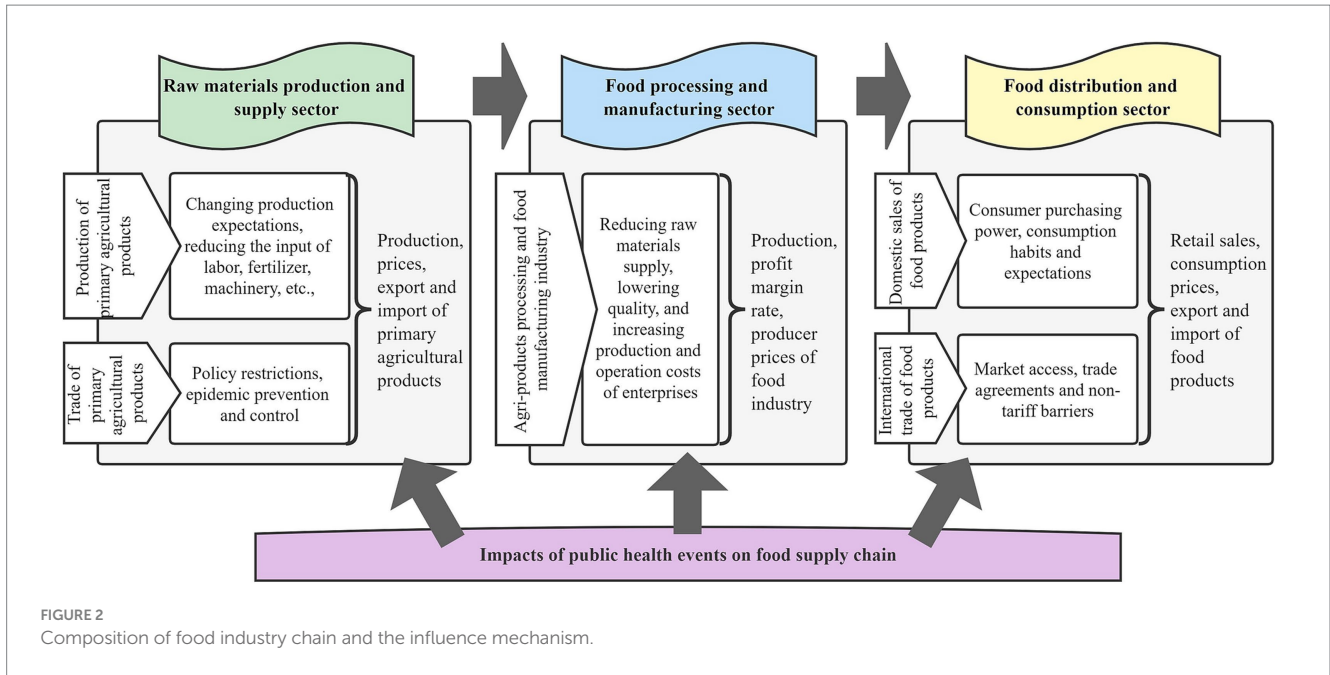 Raw materials production and
supply sector
Food processing and
manufacturing sector
Food distribution and
consumption sector
Production of
primary agricultural
products
Changing production
expectations,
reducing the input of
labor, fertilizer,
machinery, etc.,
Trade of
primary
agricultural
products
Policy restrictions,
epidemic prevention
and control
Production,
prices,
export and
import of
primary
agricultural
products
Agri-products processing and food
manufacturing industry
Reducing raw
materials
supply,
lowering
quality, and
increasing
production and
operation costs
of enterprises
Production,
profit
margin
rate,
producer
prices of
food
industry
Domestic sales of
food products
Consumer purchasing
power, consumption
habits and
expectations
International
trade of food
products
Market access, trade
agreements and non-
tariff barriers
Retail sales,
consumption
prices,
export and
import of
food
products
Impacts of public health events on food supply chain
FIGURE 2
Composition of food industry chain and the influence mechanism.